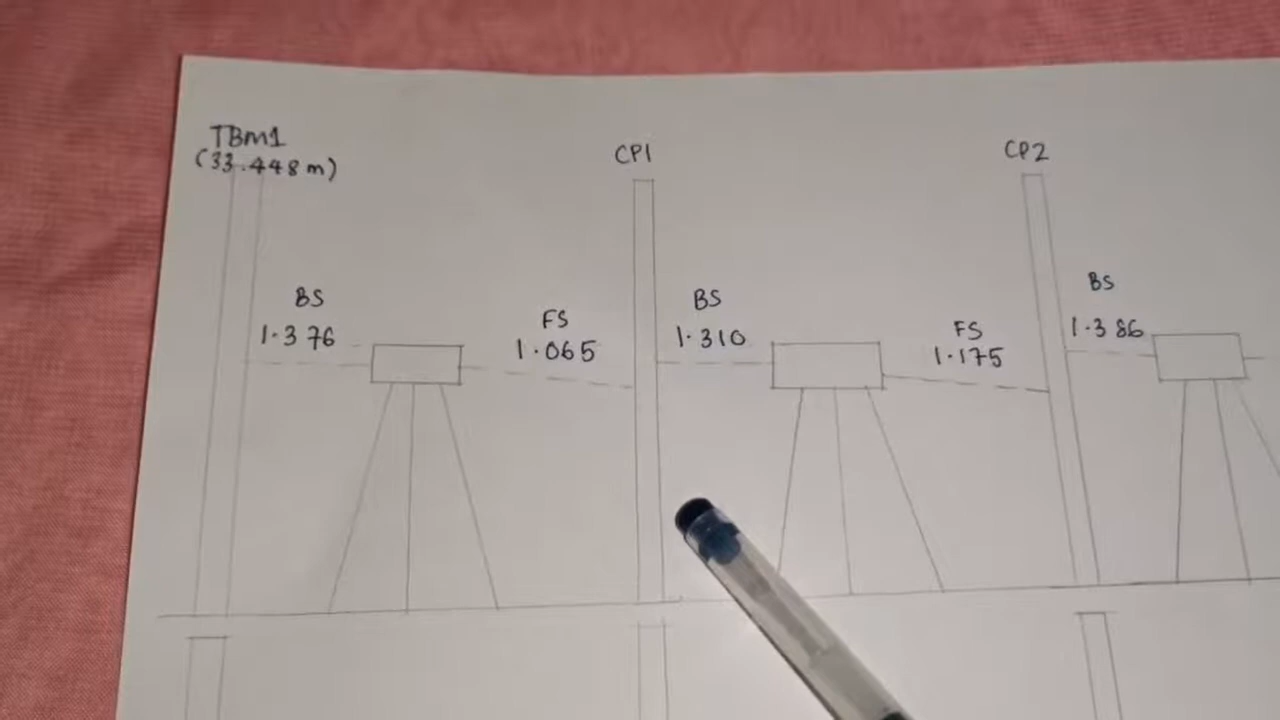 TBM1
(33.448m)
CP1
CP2
BS
1.376
FS
1.065
BS
1.310
FS
1.175
BS
1.386